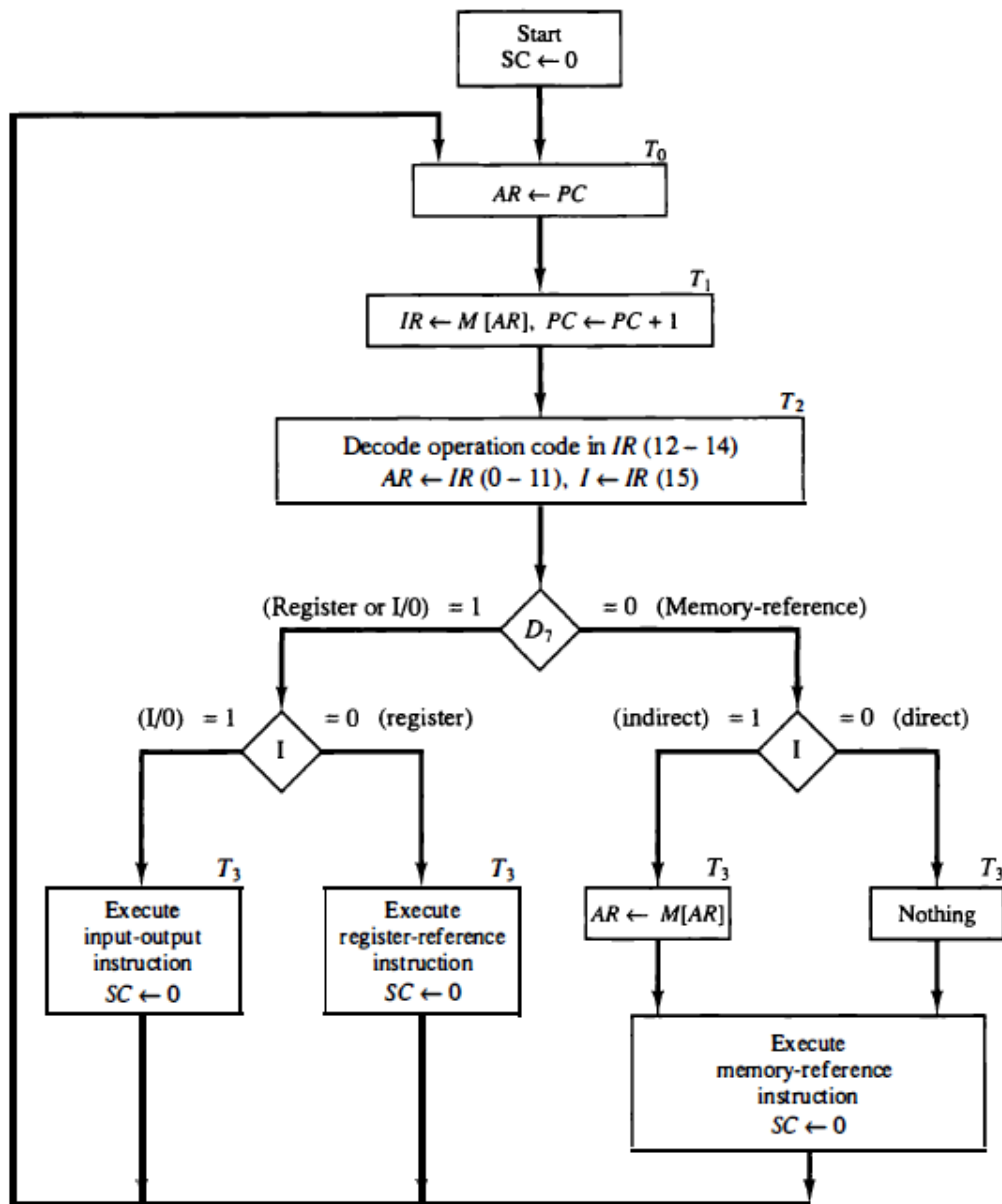 Start
SC ← 0
T₀
AR ← PC
T₁
IR ← M [AR], PC ← PC + 1
T₂
Decode operation code in IR (12 – 14)
AR ← IR (0 – 11), I ← IR (15)
(Register or I/0) = 1
D₇
= 0 (Memory-reference)
(I/0) = 1
I
= 0 (register)
(indirect) = 1
I
= 0 (direct)
T₃
Execute
input-output
instruction
SC ← 0
T₃
Execute
register-reference
instruction
SC ← 0
T₃
AR ← M[AR]
T₃
Nothing
Execute
memory-reference
instruction
SC ← 0